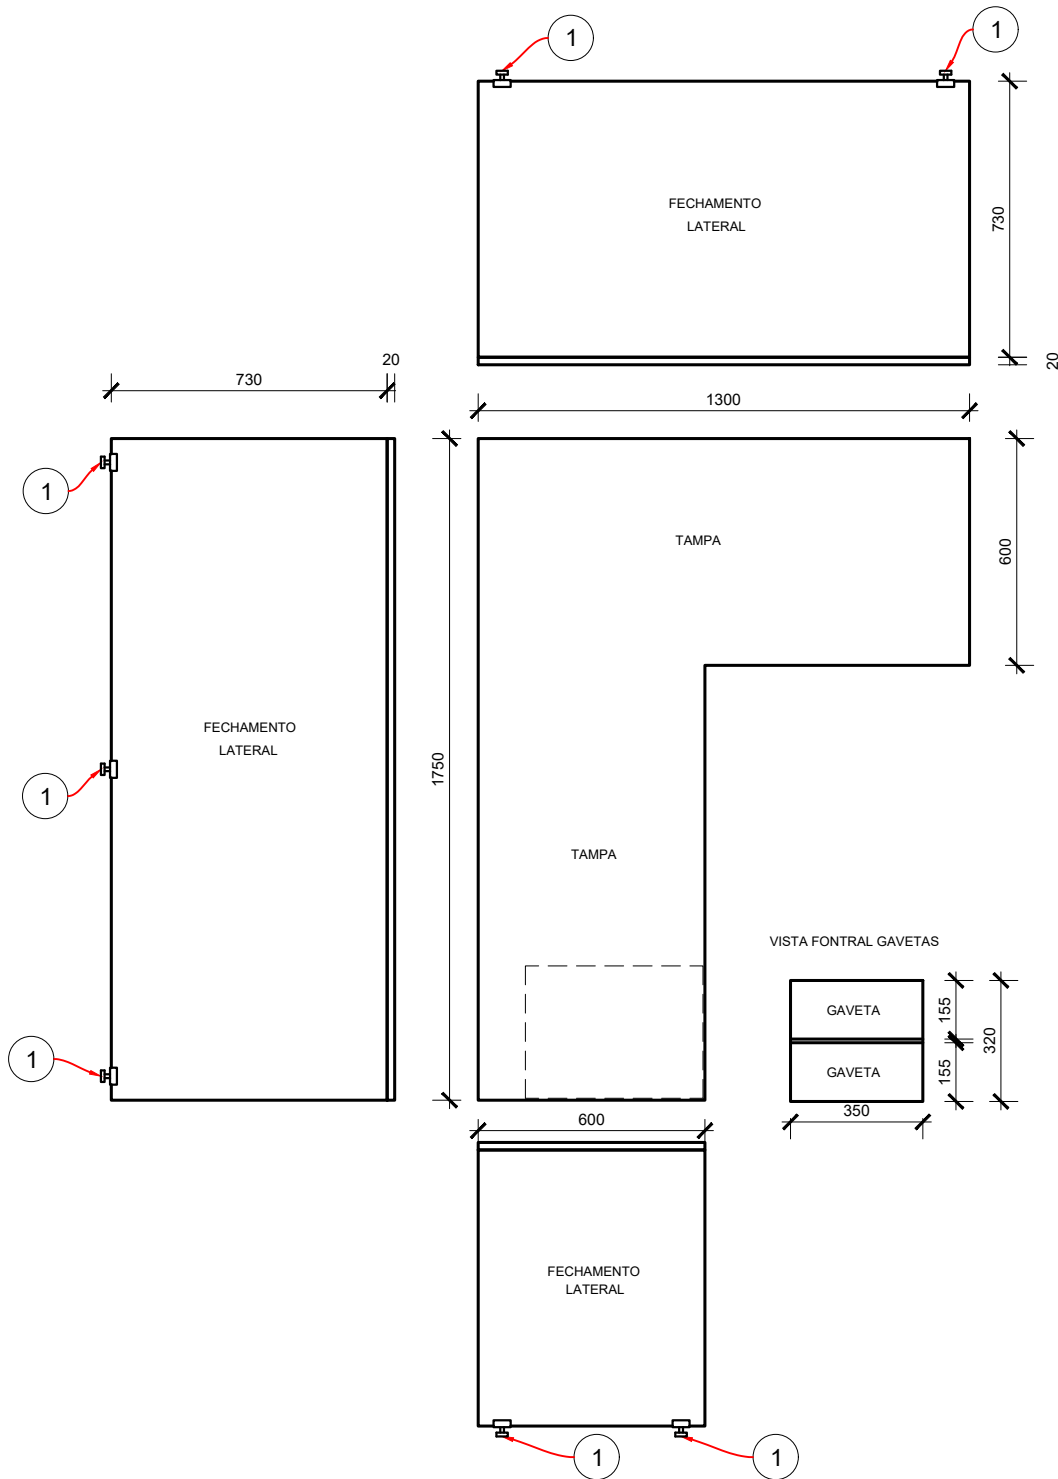 1
1
FECHAMENTO
LATERAL
730
20
20
730
1300
1
1750
TAMPA
600
FECHAMENTO
LATERAL
1
TAMPA
VISTA FONTRAL GAVETAS
GAVETA
155
320
GAVETA
155
350
1
600
FECHAMENTO
LATERAL
1
1